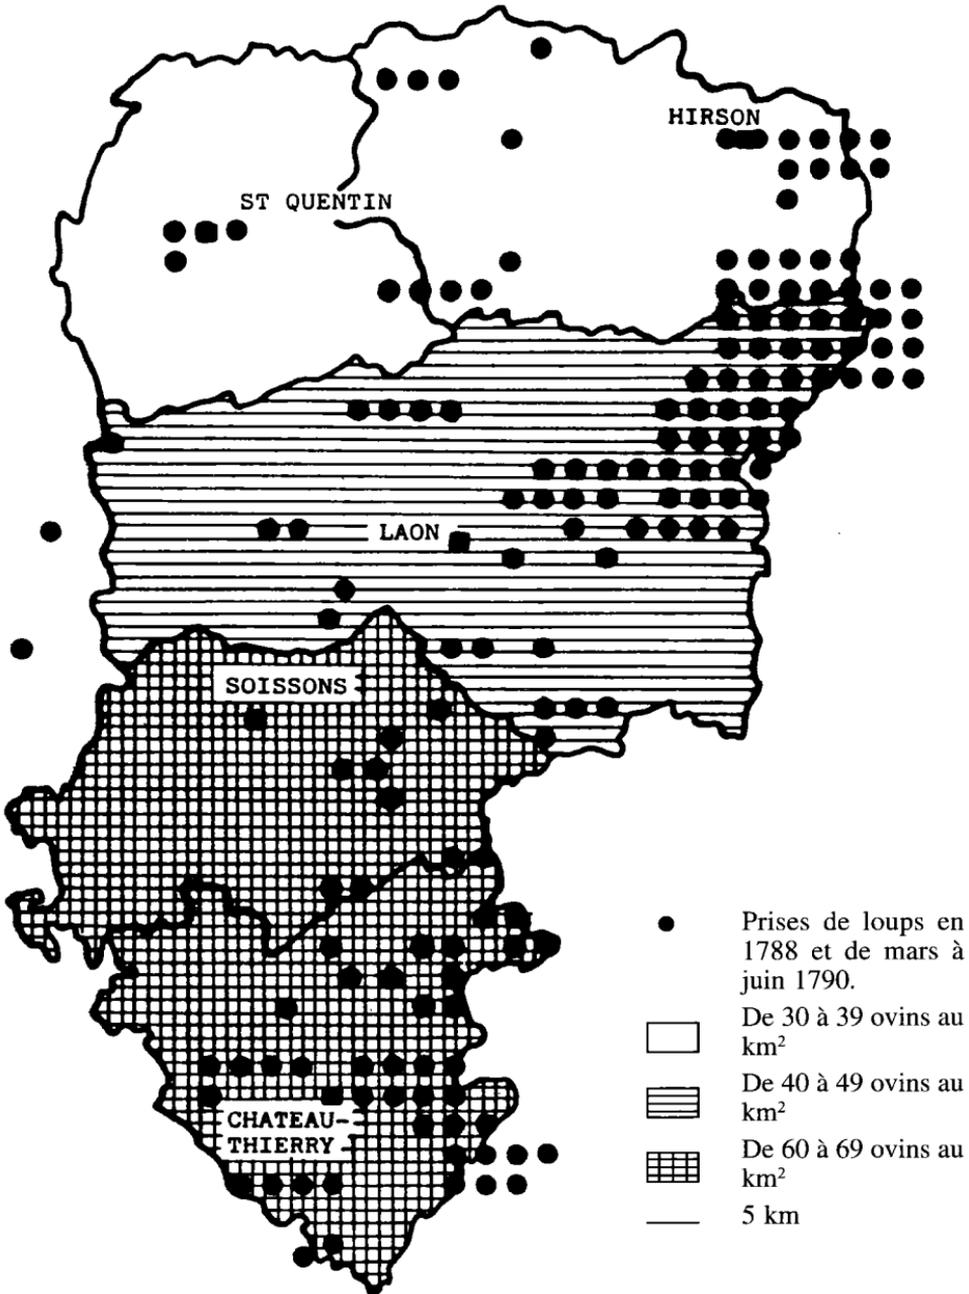 HIRSON
ST QUENTIN
LAON
SOISSONS
CHATEAU-
THIERRY
Prises de loups en
1788 et de mars à
juin 1790.
De 30 à 39 ovins au
km²
De 40 à 49 ovins au
km²
De 60 à 69 ovins au
km²
5 km